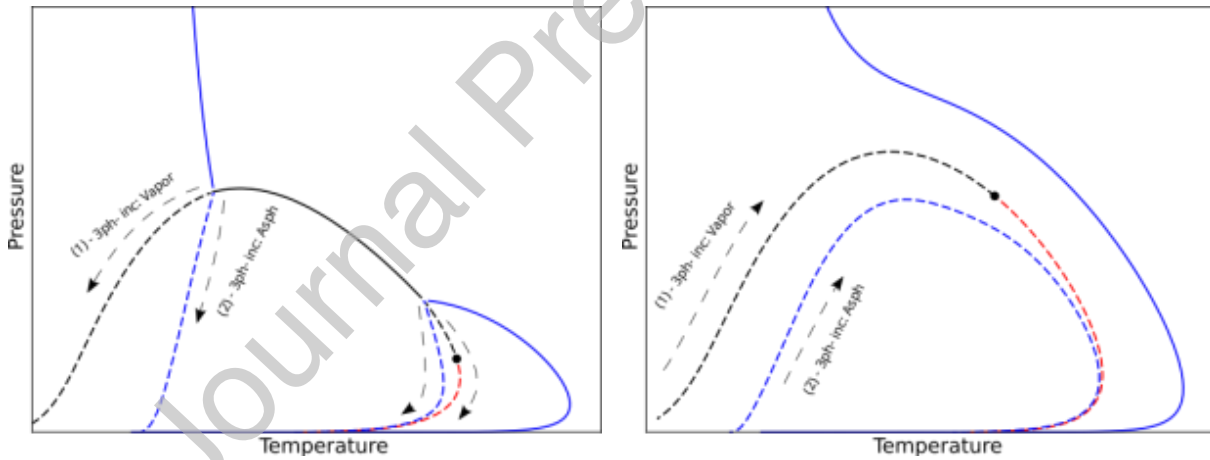 Journal Pre
Pressure
(1) - 3ph- inc: Vapor
(2) - 3ph- inc: Asph
Temperature
Pressure
(1) - 3ph- inc: Vapor
(2) - 3ph- inc: Asph
Temperature